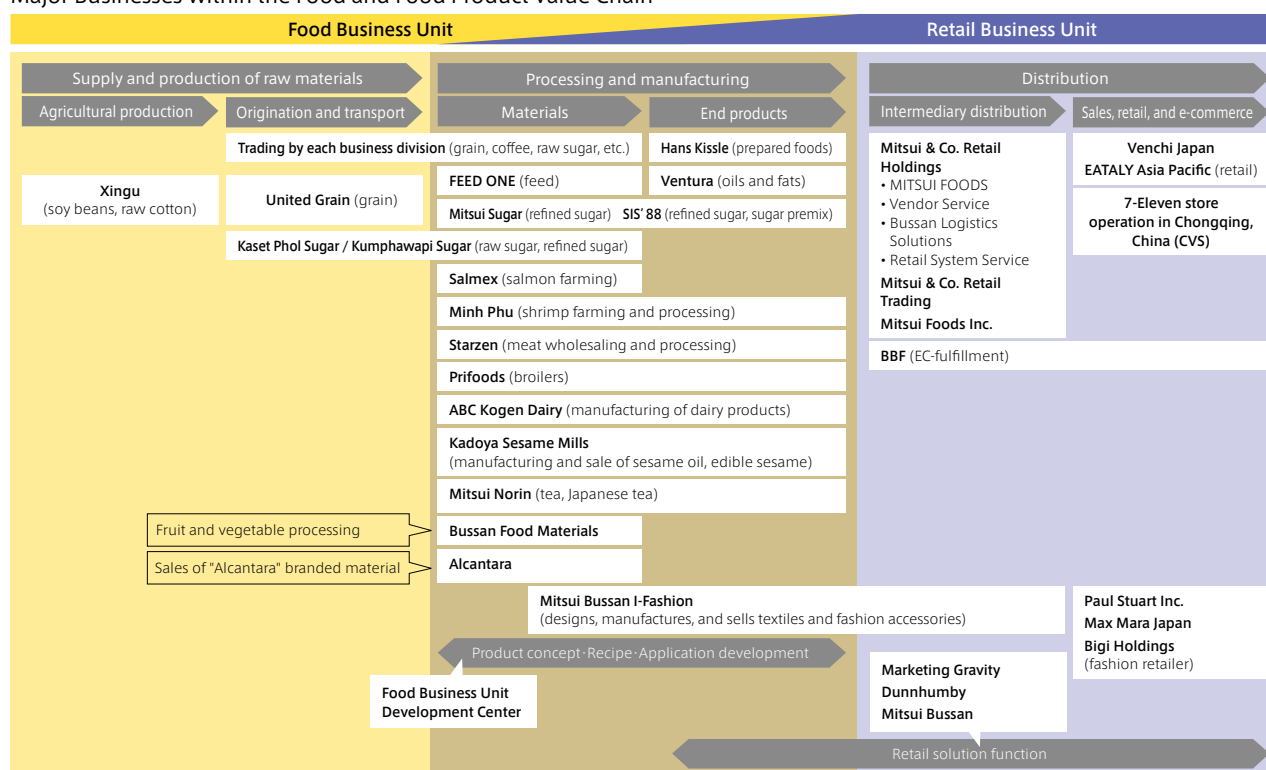 Major Businesses within the Food and Food Product Value Chain
Food Business Unit
Retail Business Unit
Supply and production of raw materials
Processing and manufacturing
Distribution
Agricultural production
Origination and transport
Materials
End products
Intermediary distribution
Sales, retail, and e-commerce
Trading by each business division (grain, coffee, raw sugar, etc.)
Hans Kissle (prepared foods)
Xingu
(soy beans, raw cotton)
United Grain (grain)
FEED ONE (feed)
Ventura (oils and fats)
Mitsui Sugar (refined sugar) SIS' 88 (refined sugar, sugar premix)
Kaset Phol Sugar / Kumphawapi Sugar (raw sugar, refined sugar)
Salmex (salmon farming)
Minh Phu (shrimp farming and processing)
Starzen (meat wholesaling and processing)
Prifoods (broilers)
ABC Kogen Dairy (manufacturing of dairy products)
Kadoya Sesame Mills
(manufacturing and sale of sesame oil, edible sesame)
Mitsui Norin (tea, Japanese tea)
Fruit and vegetable processing
Bussan Food Materials
Sales of "Alcantara" branded material
Alcantara
Mitsui & Co. Retail
Holdings
• MITSUI FOODS
• Vendor Service
• Bussan Logistics
Solutions
• Retail System Service
Mitsui & Co. Retail
Trading
Mitsui Foods Inc.
Venchi Japan
EATALY Asia Pacific (retail)
7-Eleven store
operation in Chongqing,
China (CVS)
BBF (EC-fulfillment)
Mitsui Bussan I-Fashion
(designs, manufactures, and sells textiles and fashion accessories)
Paul Stuart Inc.
Max Mara Japan
Bigi Holdings
(fashion retailer)
Product concept·Recipe·Application development
Food Business Unit
Development Center
Marketing Gravity
Dunnhumby
Mitsui Bussan
Retail solution function